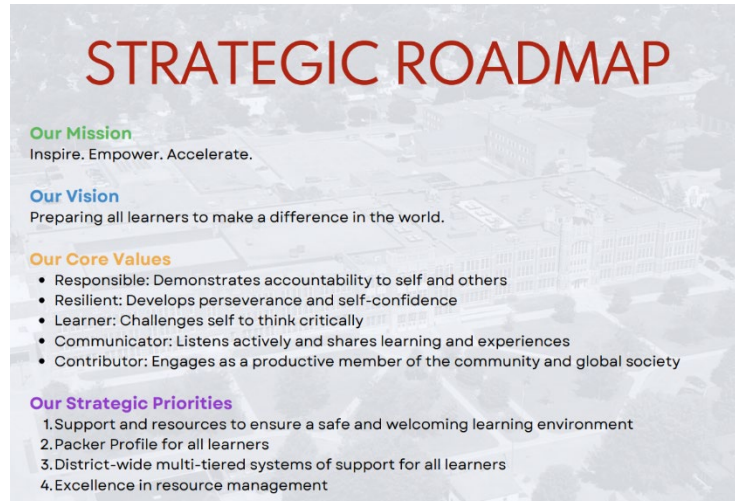 STRATEGIC ROADMAP
Our Mission
Inspire. Empower. Accelerate.
Our Vision
Preparing all learners to make a difference in the world.
Our Core Values
• Responsible: Demonstrates accountability to self and others
• Resilient: Develops perseverance and self-confidence
• Learner: Challenges self to think critically
• Communicator: Listens actively and shares learning and experiences
• Contributor: Engages as a productive member of the community and global society
Our Strategic Priorities
1. Support and resources to ensure a safe and welcoming learning environment
2. Packer Profile for all learners
3. District-wide multi-tiered systems of support for all learners
4. Excellence in resource management